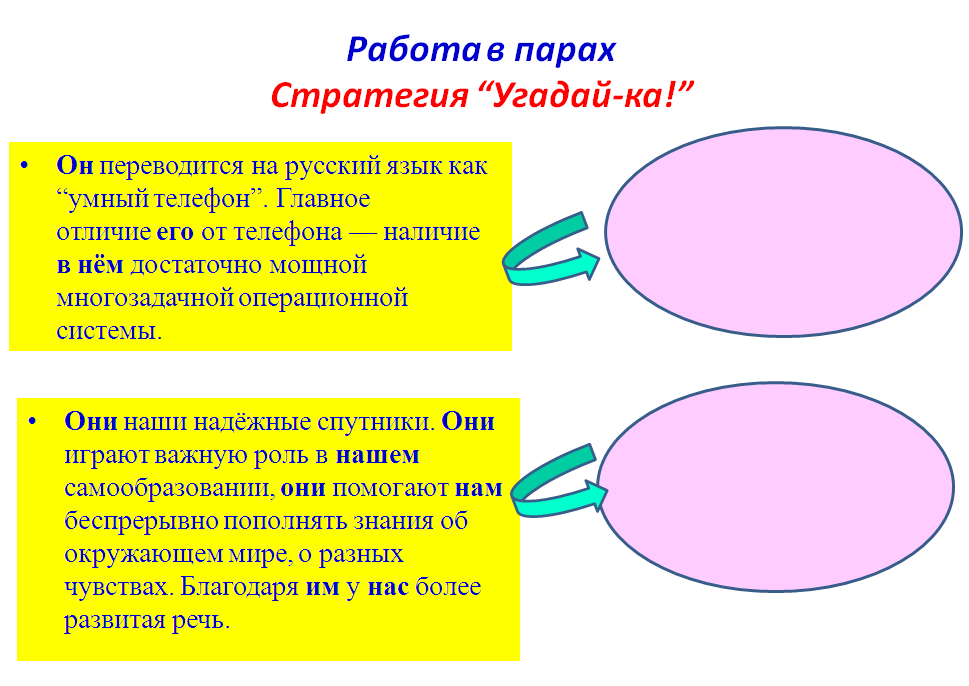 Работа в парах
Стратегия “Угадай-ка!”
• Он переводится на русский язык как
“умный телефон”. Главное
отличие его от телефона — наличие
в нём достаточно мощной
многозадачной операционной
системы.
• Они наши надёжные спутники. Они
играют важную роль в нашем
самообразовании, они помогают нам
беспрерывно пополнять знания об
окружающем мире, о разных
чувствах. Благодаря им у нас более
развитая речь.